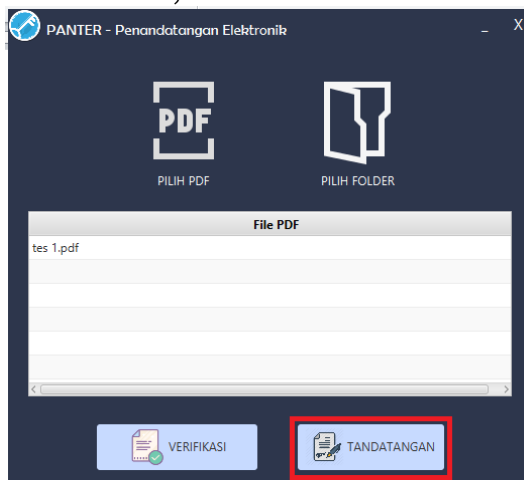 PANTER - Penandatangan Elektronik
PDF
PILIH PDF
PILIH FOLDER
File PDF
tes 1.pdf
VERIFIKASI
TANDATANGAN